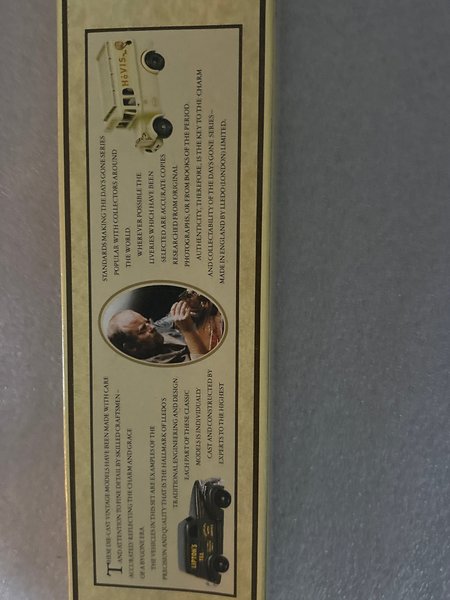 THESE DIE-CAST VINTAGE MODELS HAVE BEEN MADE WITH CARE
AND ATTENTION TO FINE DETAIL BY SKILLED CRAFTSMEN –
ACCURATELY REFLECTING THE CHARM AND GRACE
OF A BYGONE ERA.
THE VEHICLES IN THIS SET ARE EXAMPLES OF THE
PRECISION AND QUALITY THAT IS THE HALLMARK OF LLEDO'S
TRADITIONAL ENGINEERING AND DESIGN
EACH PART OF THESE CLASSIC
MODELS IS INDIVIDUALLY
CAST AND CONSTRUCTED BY
EXPERTS TO THE HIGHEST
LIPTON'S
TEA
STANDARDS MAKING THE DAYS GONE SERIES
POPULAR WITH COLLECTORS AROUND
THE WORLD.
WHEREVER POSSIBLE THE
LIVERIES WHICH HAVE BEEN
SELECTED ARE ACCURATE COPIES
RESEARCHED FROM ORIGINAL
PHOTOGRAPHS, OR FROM BOOKS OF THE PERIOD.
AUTHENTICITY, THEREFORE, IS THE KEY TO THE CHARM
AND COLLECTABILITY OF THE DAYS GONE SERIES –
MADE IN ENGLAND BY LLEDO (LONDON) LIMITED.
HOVIS